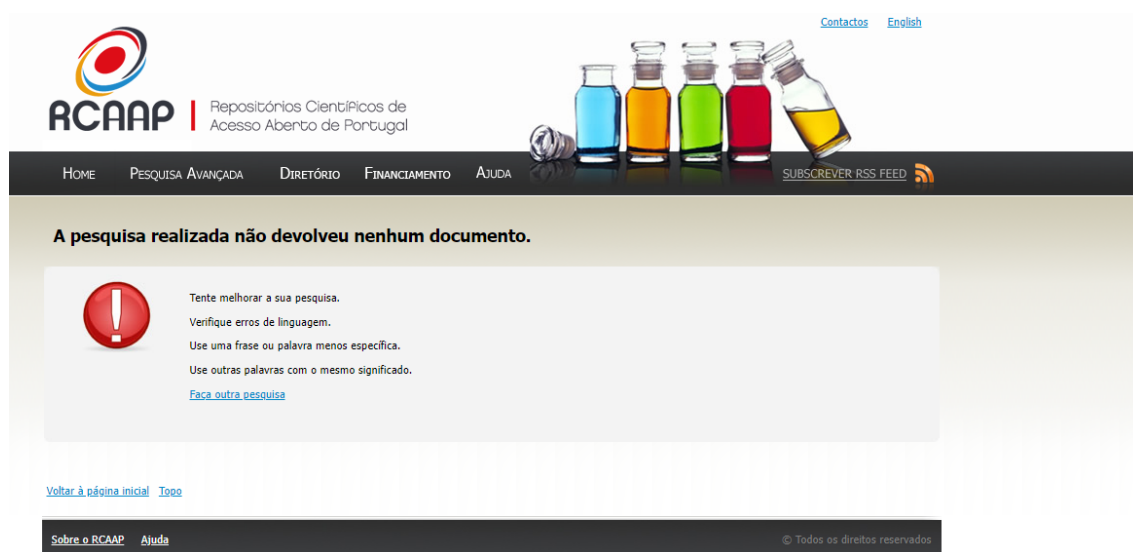 Contactos English
RCAAP
Repositórios Científicos de
Acesso Aberto de Portugal
Home Pesquisa Avançada Diretório Financiamento Ajuda SUBSCREVER RSS FEED
A pesquisa realizada não devolveu nenhum documento.
Tente melhorar a sua pesquisa.
Verifique erros de linguagem.
Use uma frase ou palavra menos específica.
Use outras palavras com o mesmo significado.
Faça outra pesquisa
Voltar à página inicial Topo
Sobre o RCAAP Ajuda © Todos os direitos reservados